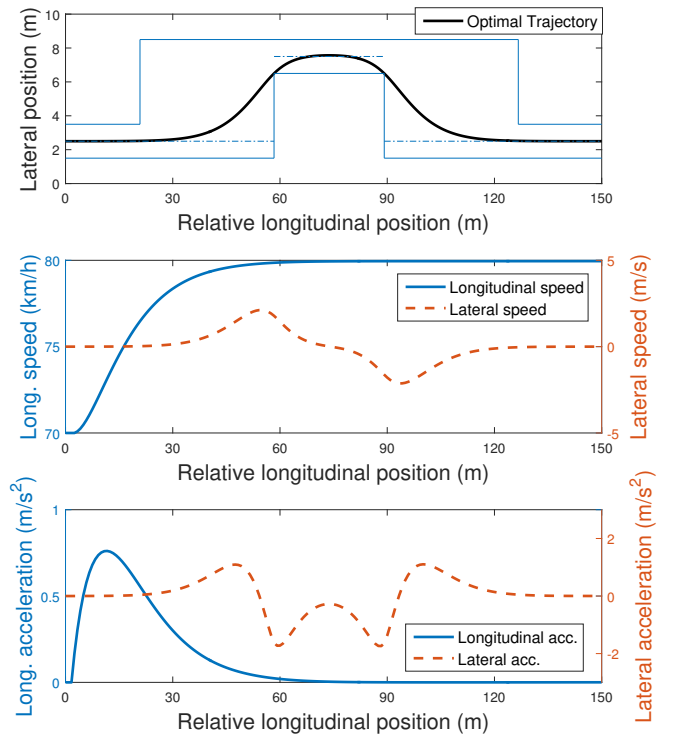 Optimal Trajectory
10
8
6
4
2
0
Lateral position (m)
0 30 60 90 120 150
Relative longitudinal position (m)
80
75
70
Long. speed (km/h)
Longitudinal speed
Lateral speed
5
0
-5
Lateral speed (m/s)
0 30 60 90 120 150
Relative longitudinal position (m)
1
0.5
0
Long. acceleration (m/s²)
Longitudinal acc.
Lateral acc.
2
0
-2
Lateral acceleration (m/s²)
0 30 60 90 120 150
Relative longitudinal position (m)